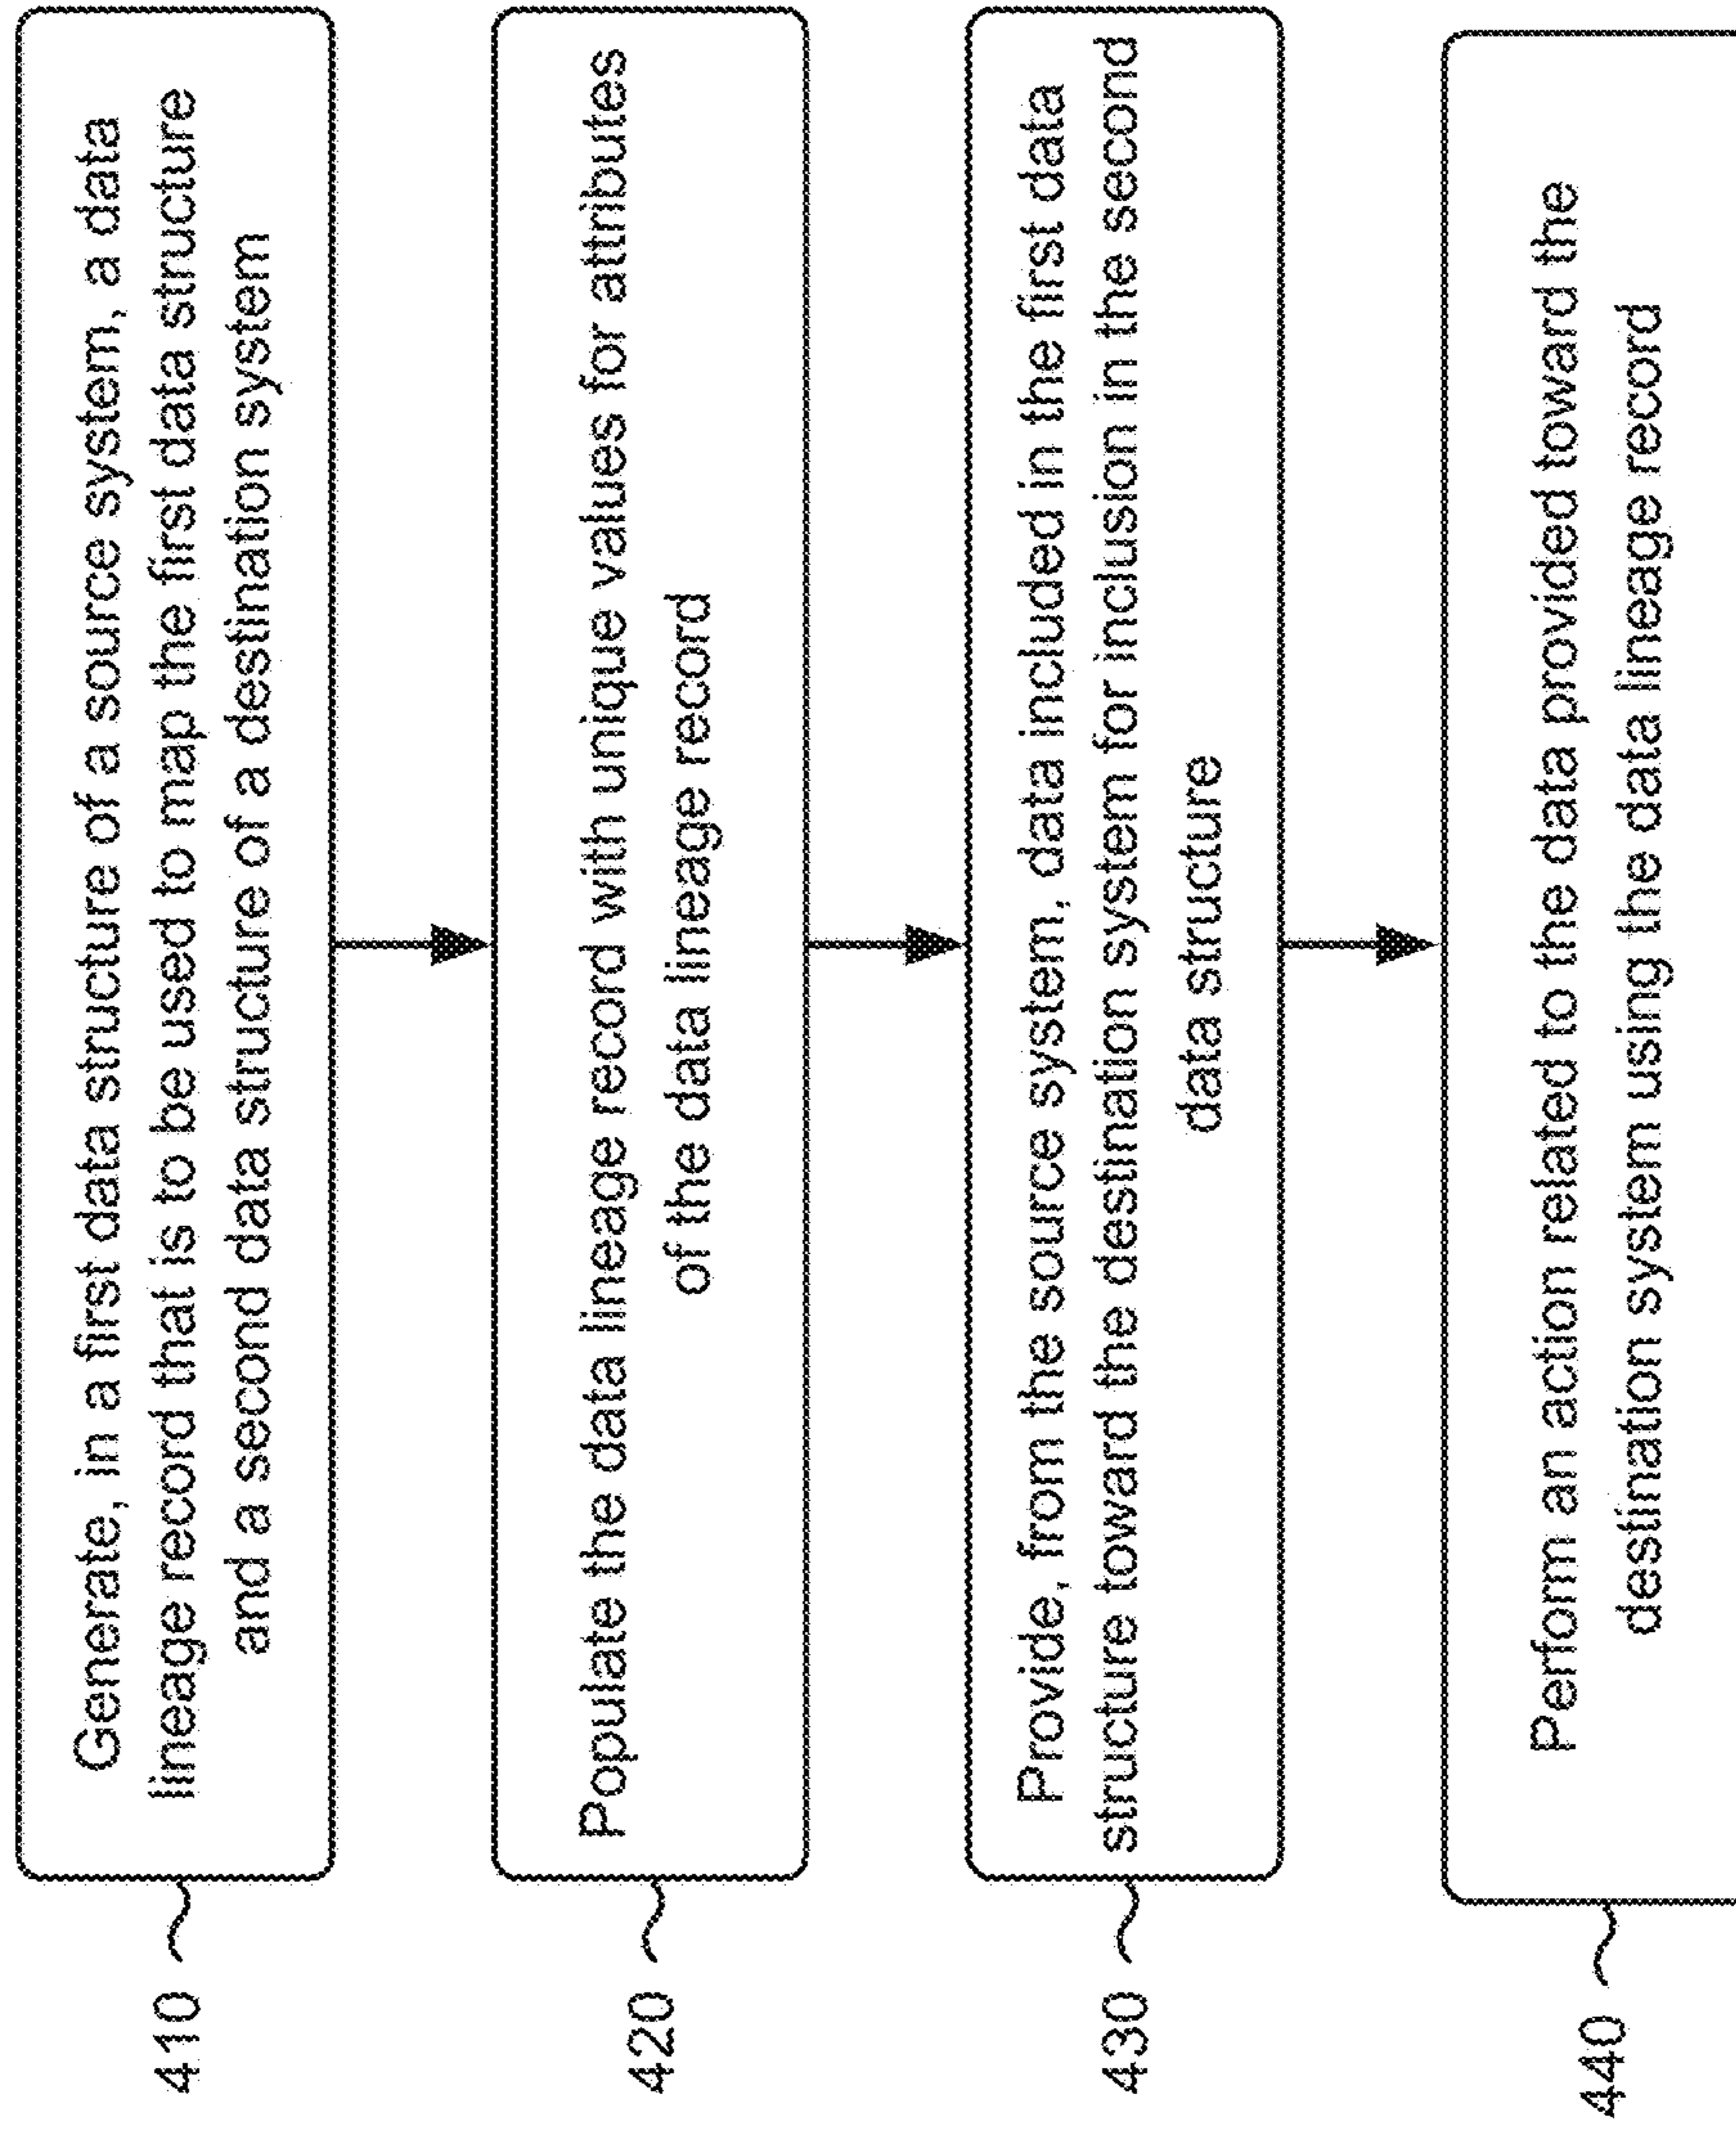 410
Generate, in a first data structure of a source system, a data
lineage record that is to be used to map the first data structure
and a second data structure of a destination system
420
Populate the data lineage record with unique values for attributes
of the data lineage record
430
Provide, from the source system, data included in the first data
structure toward the destination system for inclusion in the second
data structure
440
Perform an action related to the data provided toward the
destination system using the data lineage record